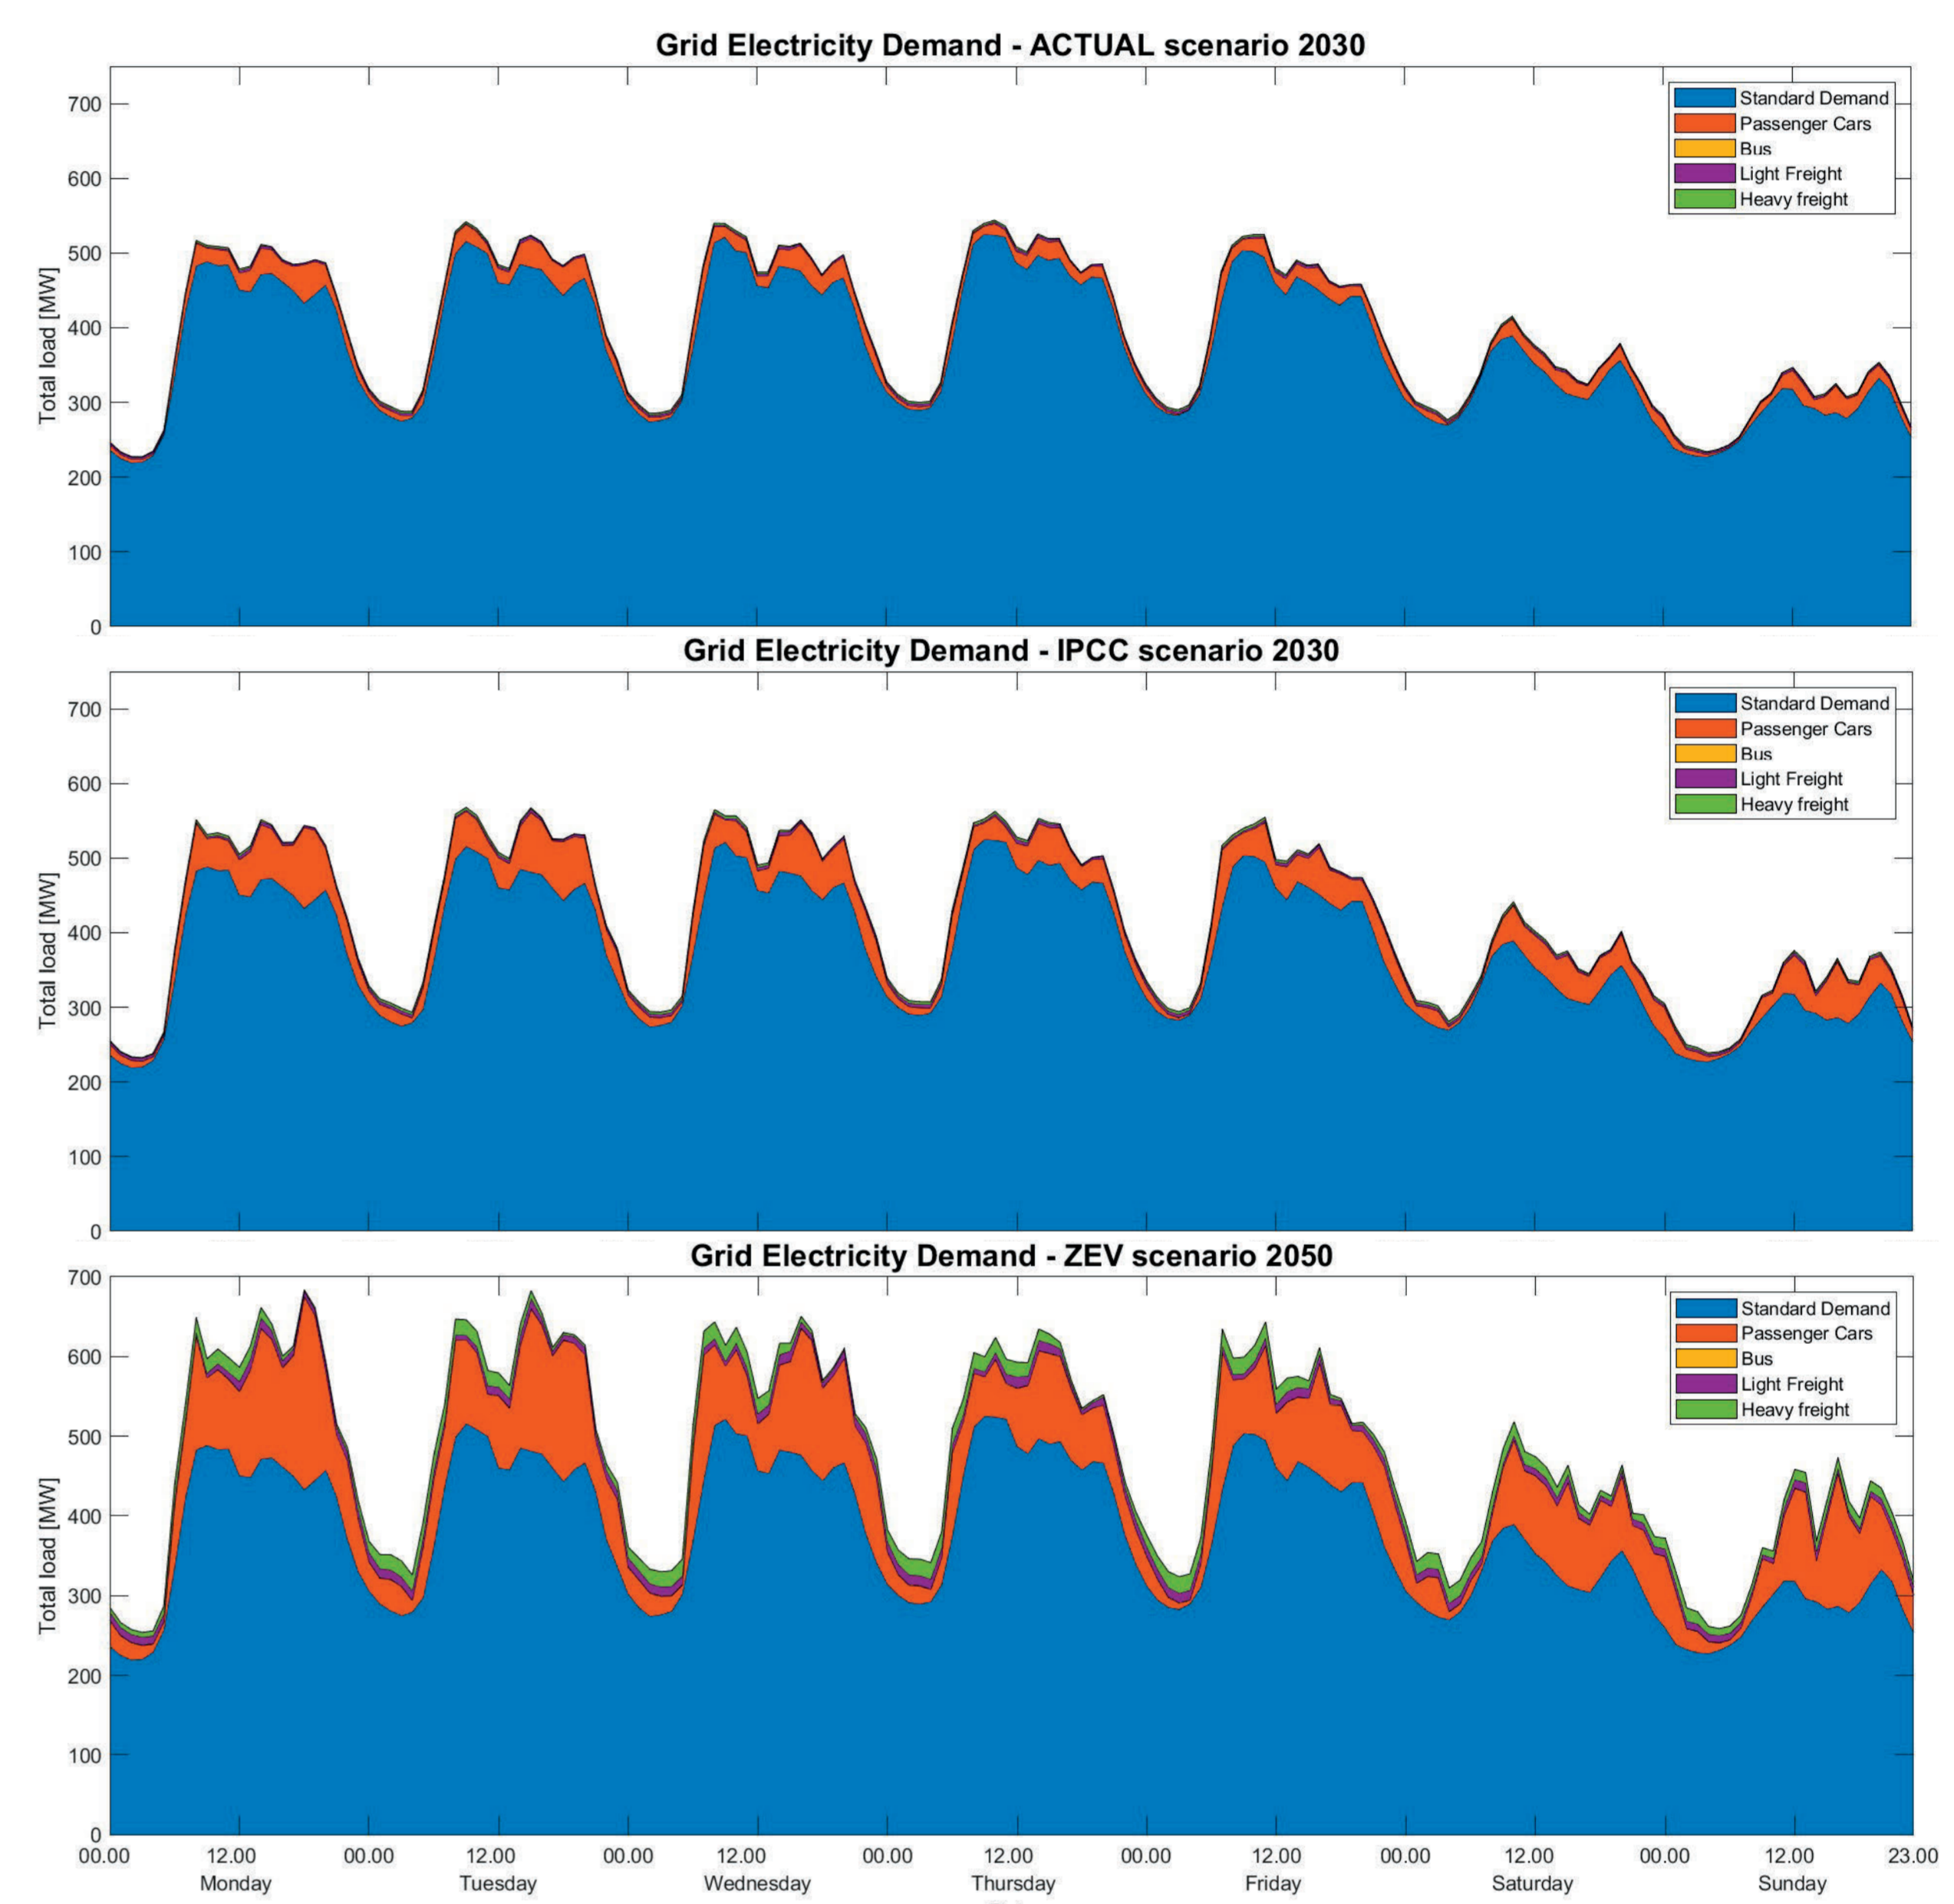 Grid Electricity Demand - ACTUAL scenario 2030
Total load [MW]
700
600
500
400
300
200
100
0
Standard Demand
Passenger Cars
Bus
Light Freight
Heavy freight
Grid Electricity Demand - IPCC scenario 2030
Total load [MW]
700
600
500
400
300
200
100
0
Standard Demand
Passenger Cars
Bus
Light Freight
Heavy freight
Grid Electricity Demand - ZEV scenario 2050
Total load [MW]
700
600
500
400
300
200
100
0
Standard Demand
Passenger Cars
Bus
Light Freight
Heavy freight
00.00 12.00 00.00 12.00 00.00 12.00 00.00 12.00 00.00 12.00 00.00 12.00 00.00 12.00 23.00
Monday Tuesday Wednesday Thursday Friday Saturday Sunday